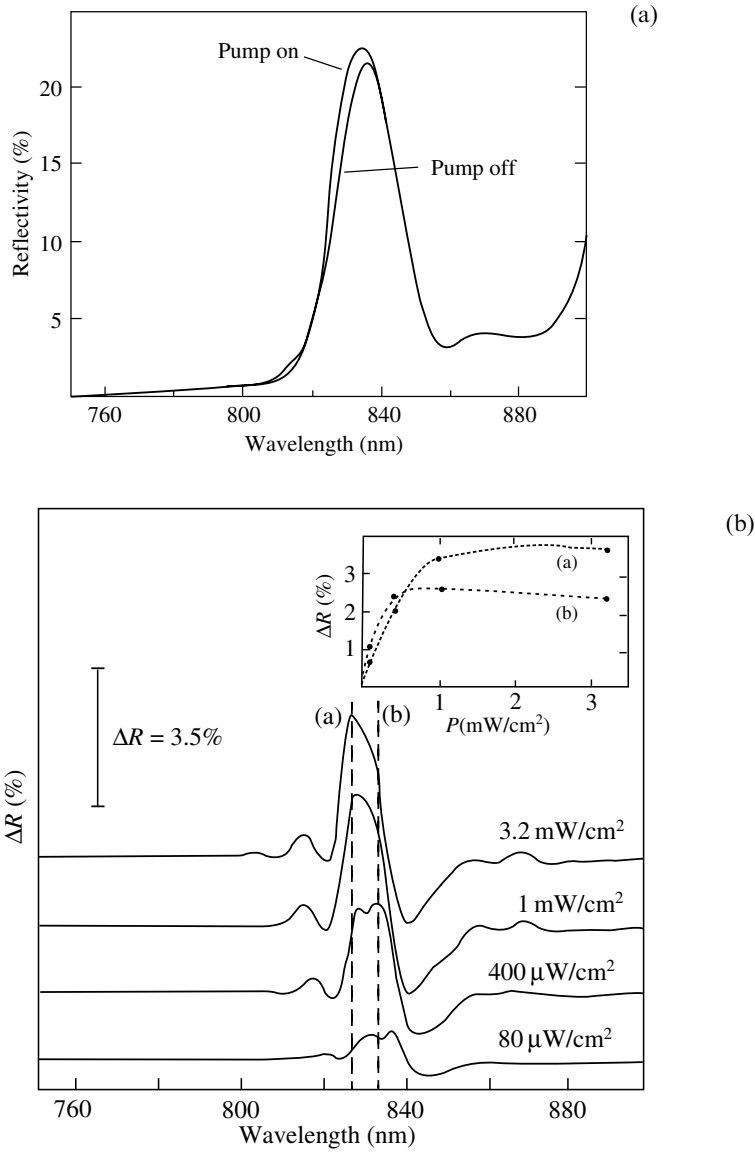 (a)
Pump on
Pump off
Reflectivity (%)
20
15
10
5
760
800
840
880
Wavelength (nm)
(b)
ΔR (%)
3
2
1
(a)
(b)
1
2
3
P(mW/cm²)
(a)
(b)
ΔR = 3.5%
ΔR (%)
3.2 mW/cm²
1 mW/cm²
400 μW/cm²
80 μW/cm²
760
800
840
880
Wavelength (nm)